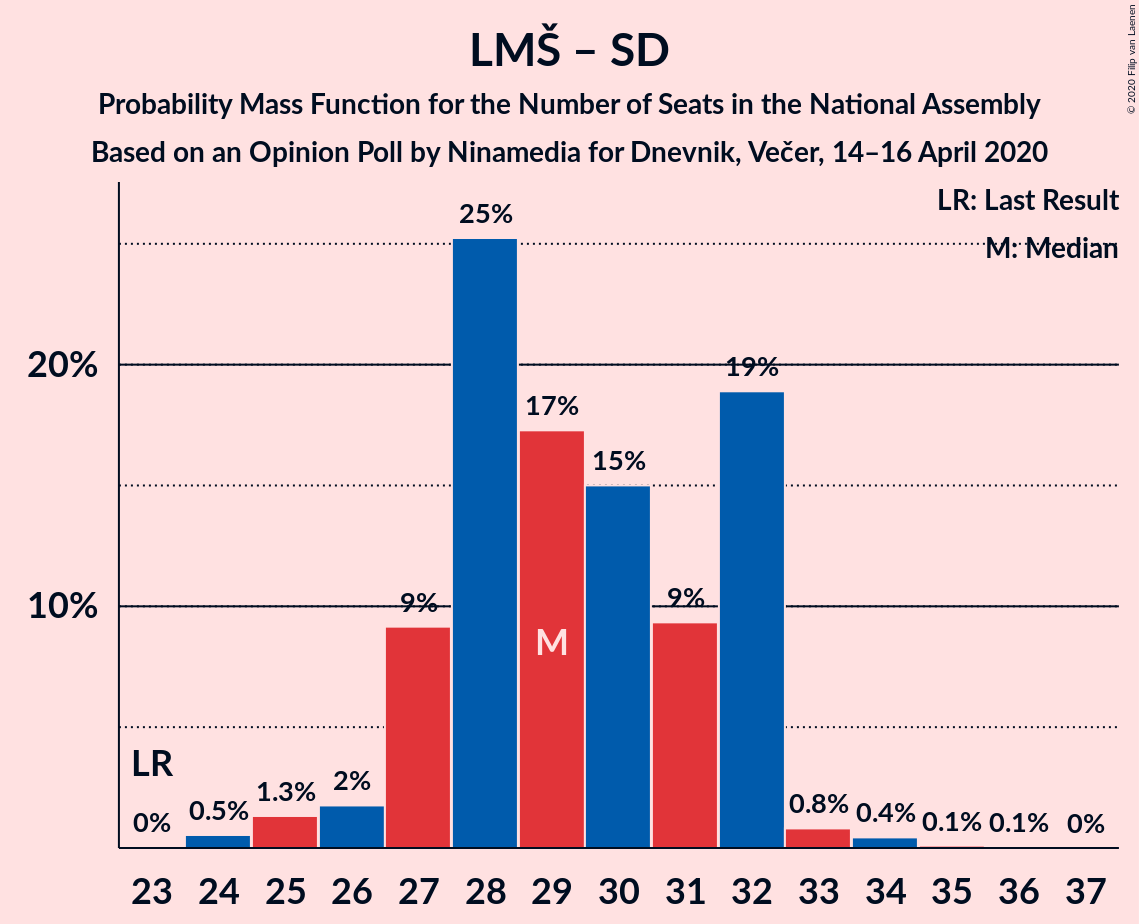 LMŠ – SD
Probability Mass Function for the Number of Seats in the National Assembly
Based on an Opinion Poll by Ninamedia for Dnevnik, Večer, 14–16 April 2020
© 2020 Filip van Laenen
LR: Last Result
M: Median
25%
20%
19%
17%
15%
10%
9%
9%
M
LR
0%
0.5%
1.3%
2%
0.8%
0.4%
0.1%
0.1%
0%
23 24 25 26 27 28 29 30 31 32 33 34 35 36 37